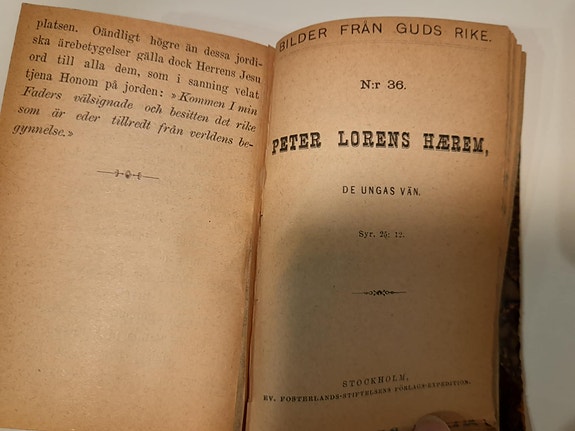 platsen. Oändligt högre än dessa jordi-
ska ärebetygelser gälla dock Herrens Jesu
ord till alla dem, som i sanning velat
tjena Honom på jorden: »Kommen I min
Faders välsignade och besitten det rike
som är eder tillredt från verldens be-
gynnelse.»
BILDER FRÅN GUDS RIKE.
N:r 36.
PETER LORENS HÆREM,
DE UNGAS VÄN.
Syr. 25: 12.
STOCKHOLM,
EV. FOSTERLANDS-STIFTELSENS FÖRLAGS-EXPEDITION.